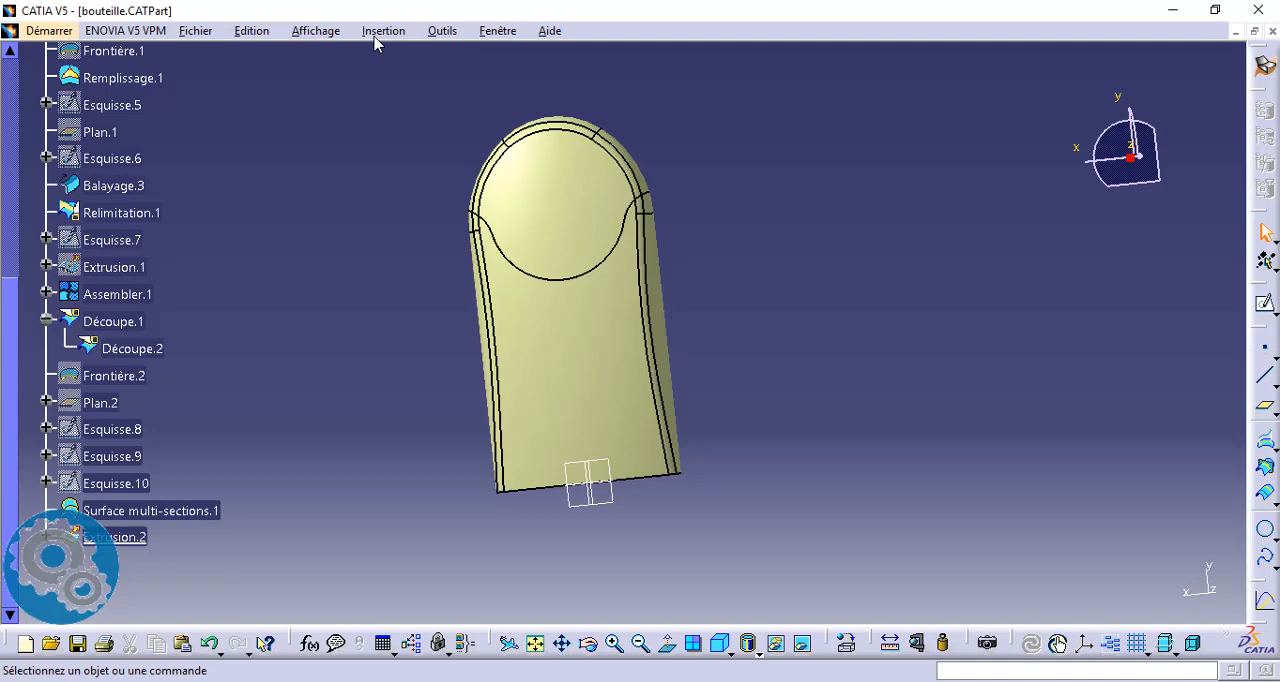 CATIA V5 - [bouteille.CATPart]
Démarrer ENOVIA V5 VPM Fichier Edition Affichage Insertion Outils Fenêtre Aide
Frontière.1
Remplissage.1
Esquisse.5
Plan.1
Esquisse.6
Balayage.3
Relimitation.1
Esquisse.7
Extrusion.1
Assembler.1
Découpe.1
Découpe.2
Frontière.2
Plan.2
Esquisse.8
Esquisse.9
Esquisse.10
Surface multi-sections.1
Extrusion.2
y
x
z
y
x z
f(x)
CATIA
Sélectionnez un objet ou une commande